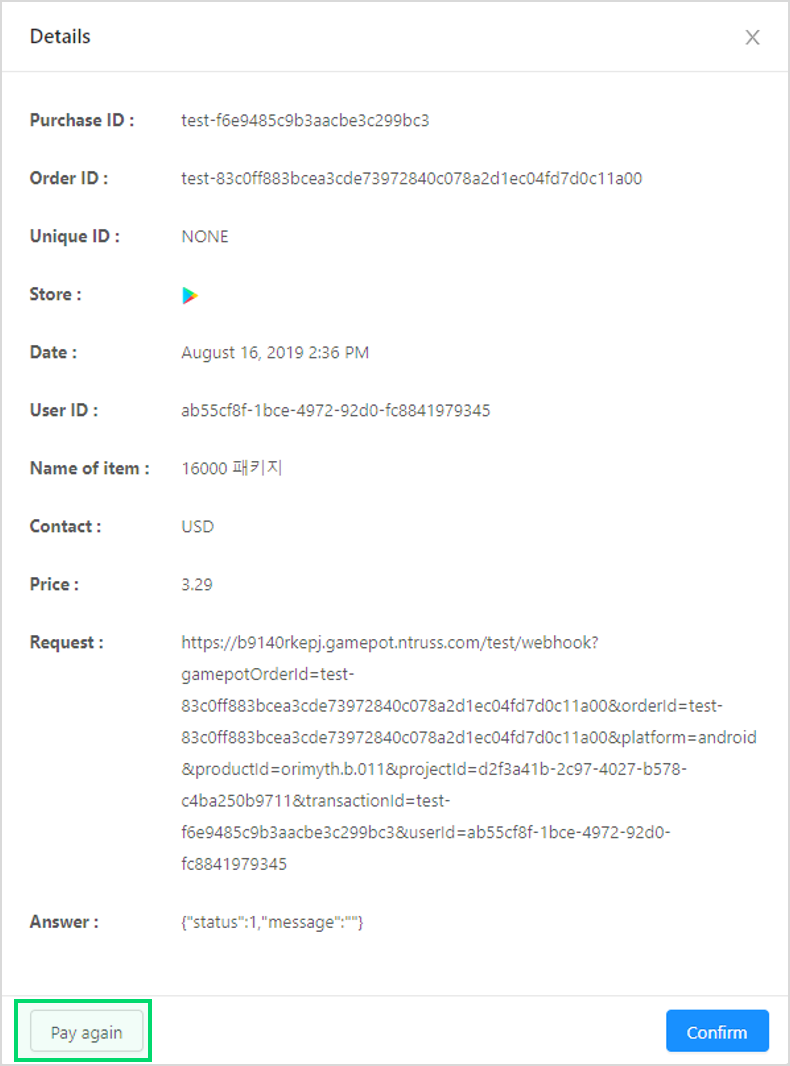 Details
Purchase ID : test-f6e9485c9b3aacbe3c299bc3
Order ID : test-83c0ff883bcea3cde73972840c078a2d1ec04fd7d0c11a00
Unique ID : NONE
Store :
Date : August 16, 2019 2:36 PM
User ID : ab55cf8f-1bce-4972-92d0-fc8841979345
Name of item : 16000 패키지
Contact : USD
Price : 3.29
Request : https://b9140rkepj.gamepot.ntruss.com/test/webhook?
gamepotOrderId=test-
83c0ff883bcea3cde73972840c078a2d1ec04fd7d0c11a00&orderId=test-
83c0ff883bcea3cde73972840c078a2d1ec04fd7d0c11a00&platform=android
&productId=orimyth.b.011&projectId=d2f3a41b-2c97-4027-b578-
c4ba250b9711&transactionId=test-
f6e9485c9b3aacbe3c299bc3&userId=ab55cf8f-1bce-4972-92d0-
fc8841979345
Answer : {"status":1,"message":""}
Pay again
Confirm